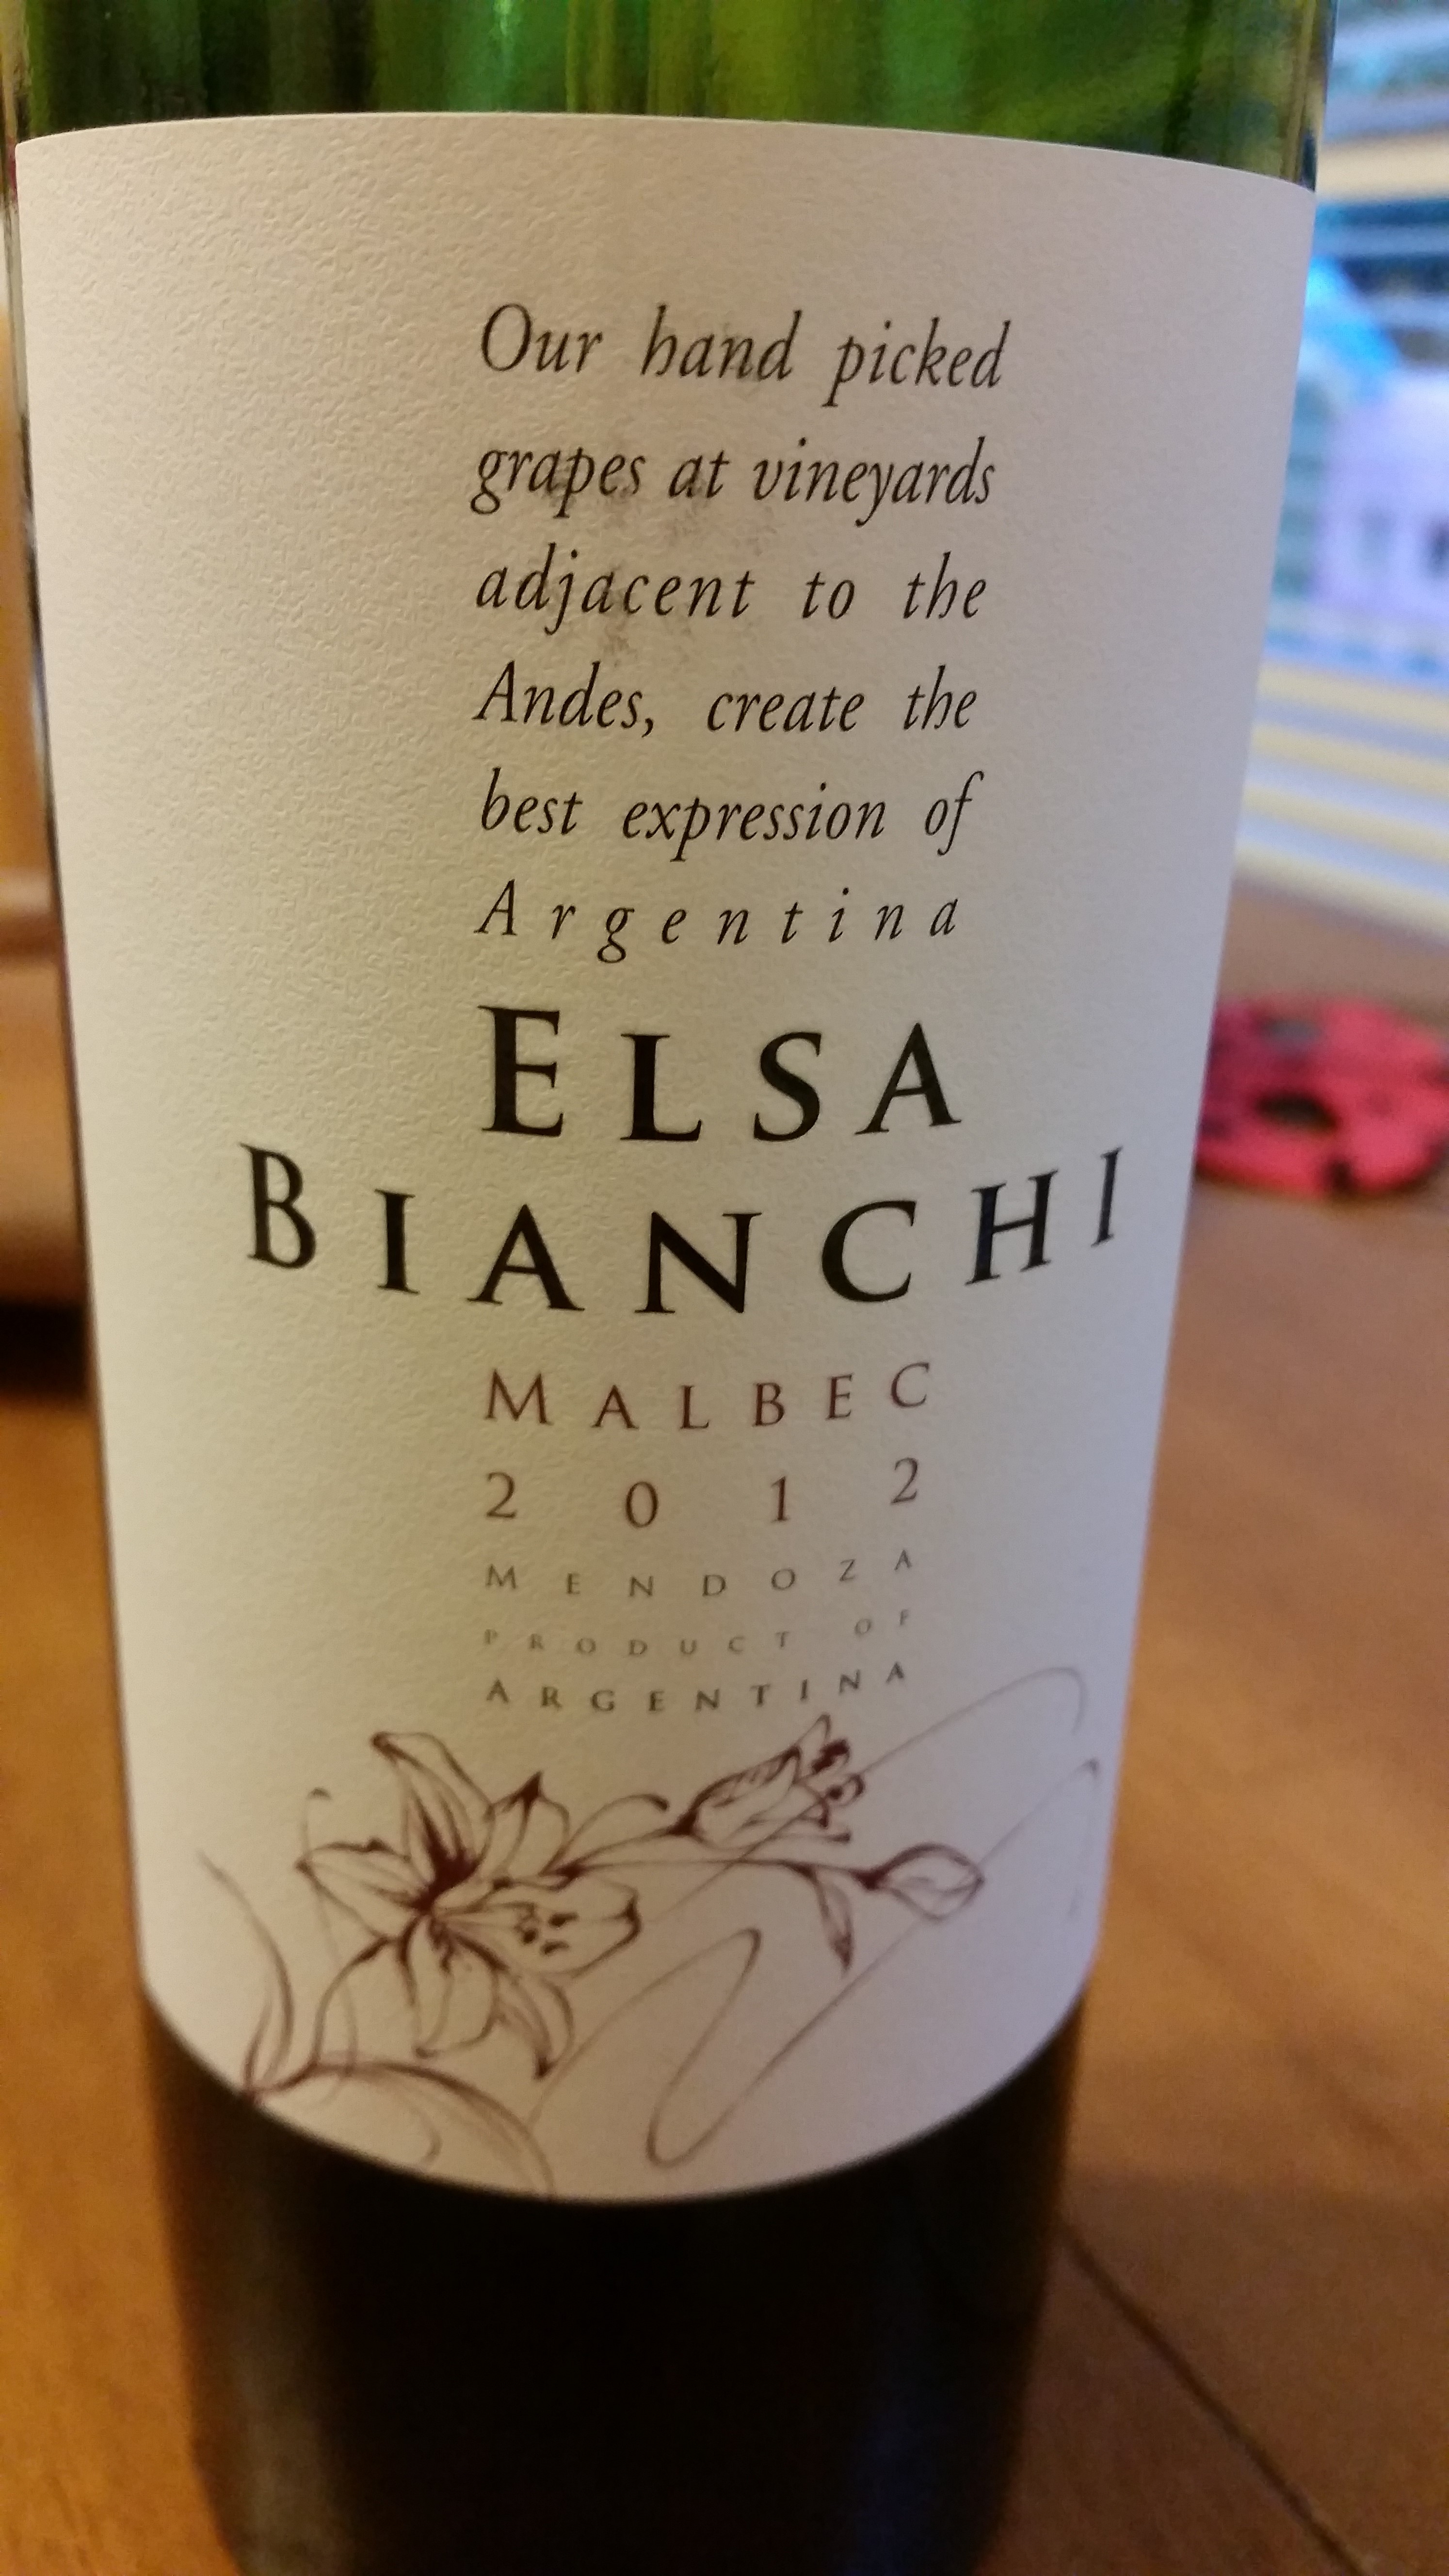 Our hand picked
grapes at vineyards
adjacent to the
Andes, create the
best expression of
Argentina
ELSA
BIANCHI
MALBEC
2012
MENDOZA
PRODUCT OF
ARGENTINA